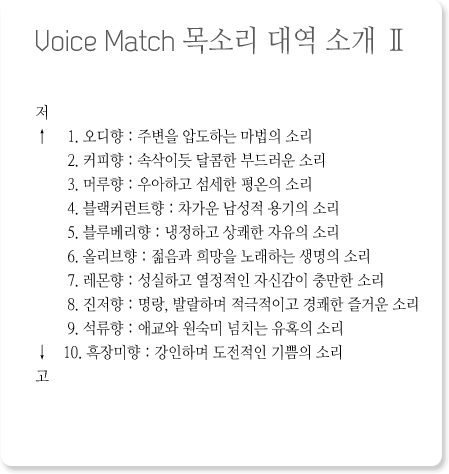 Voice Match 목소리 대역 소개 Ⅱ
저
↑ 1. 오디향 : 주변을 압도하는 마법의 소리
2. 커피향 : 속삭이듯 달콤한 부드러운 소리
3. 머루향 : 우아하고 섬세한 평온의 소리
4. 블랙커런트향 : 차가운 남성적 용기의 소리
5. 블루베리향 : 냉정하고 상쾌한 자유의 소리
6. 올리브향 : 젊음과 희망을 노래하는 생명의 소리
7. 레몬향 : 성실하고 열정적인 자신감이 충만한 소리
8. 진저향 : 명랑, 발랄하며 적극적이고 경쾌한 즐거운 소리
9. 석류향 : 애교와 원숙미 넘치는 유혹의 소리
↓ 10. 흑장미향 : 강인하며 도전적인 기쁨의 소리
고